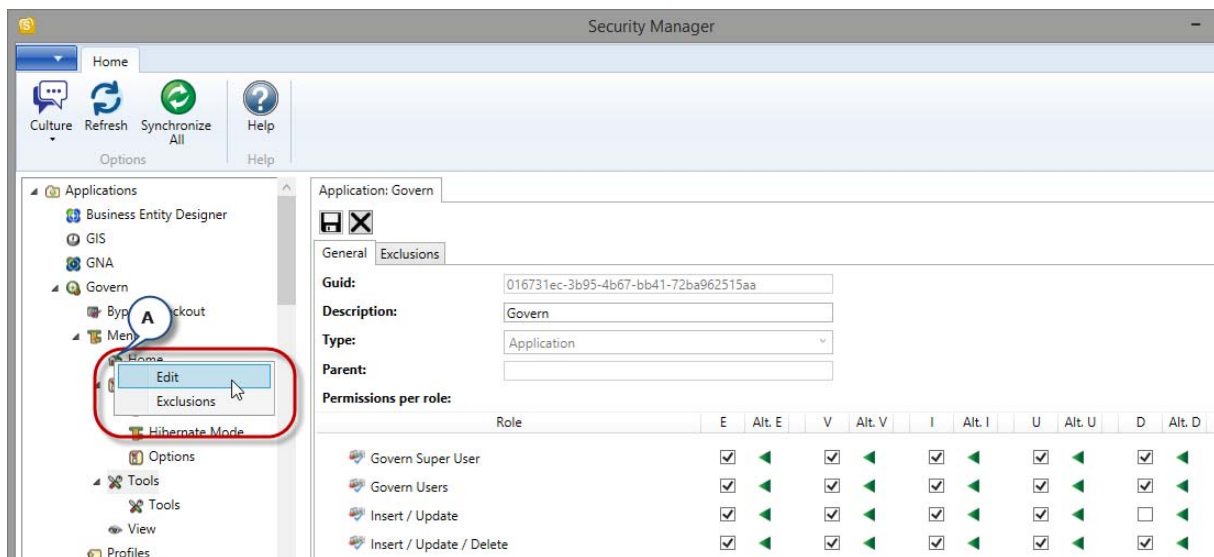 Security Manager
Home
Culture Refresh Synchronize All Help
Options Help
Applications
Business Entity Designer
GIS
GNA
Govern
A
Home
Edit
Exclusions
Hibernate Mode
Options
Tools
Tools
View
Profiles
Application: Govern
General Exclusions
Guid: 016731ec-3b95-4b67-bb41-72ba962515aa
Description: Govern
Type: Application
Parent:
Permissions per role:
Role E Alt. E V Alt. V I Alt. I U Alt. U D Alt. D
Govern Super User
Govern Users
Insert / Update
Insert / Update / Delete